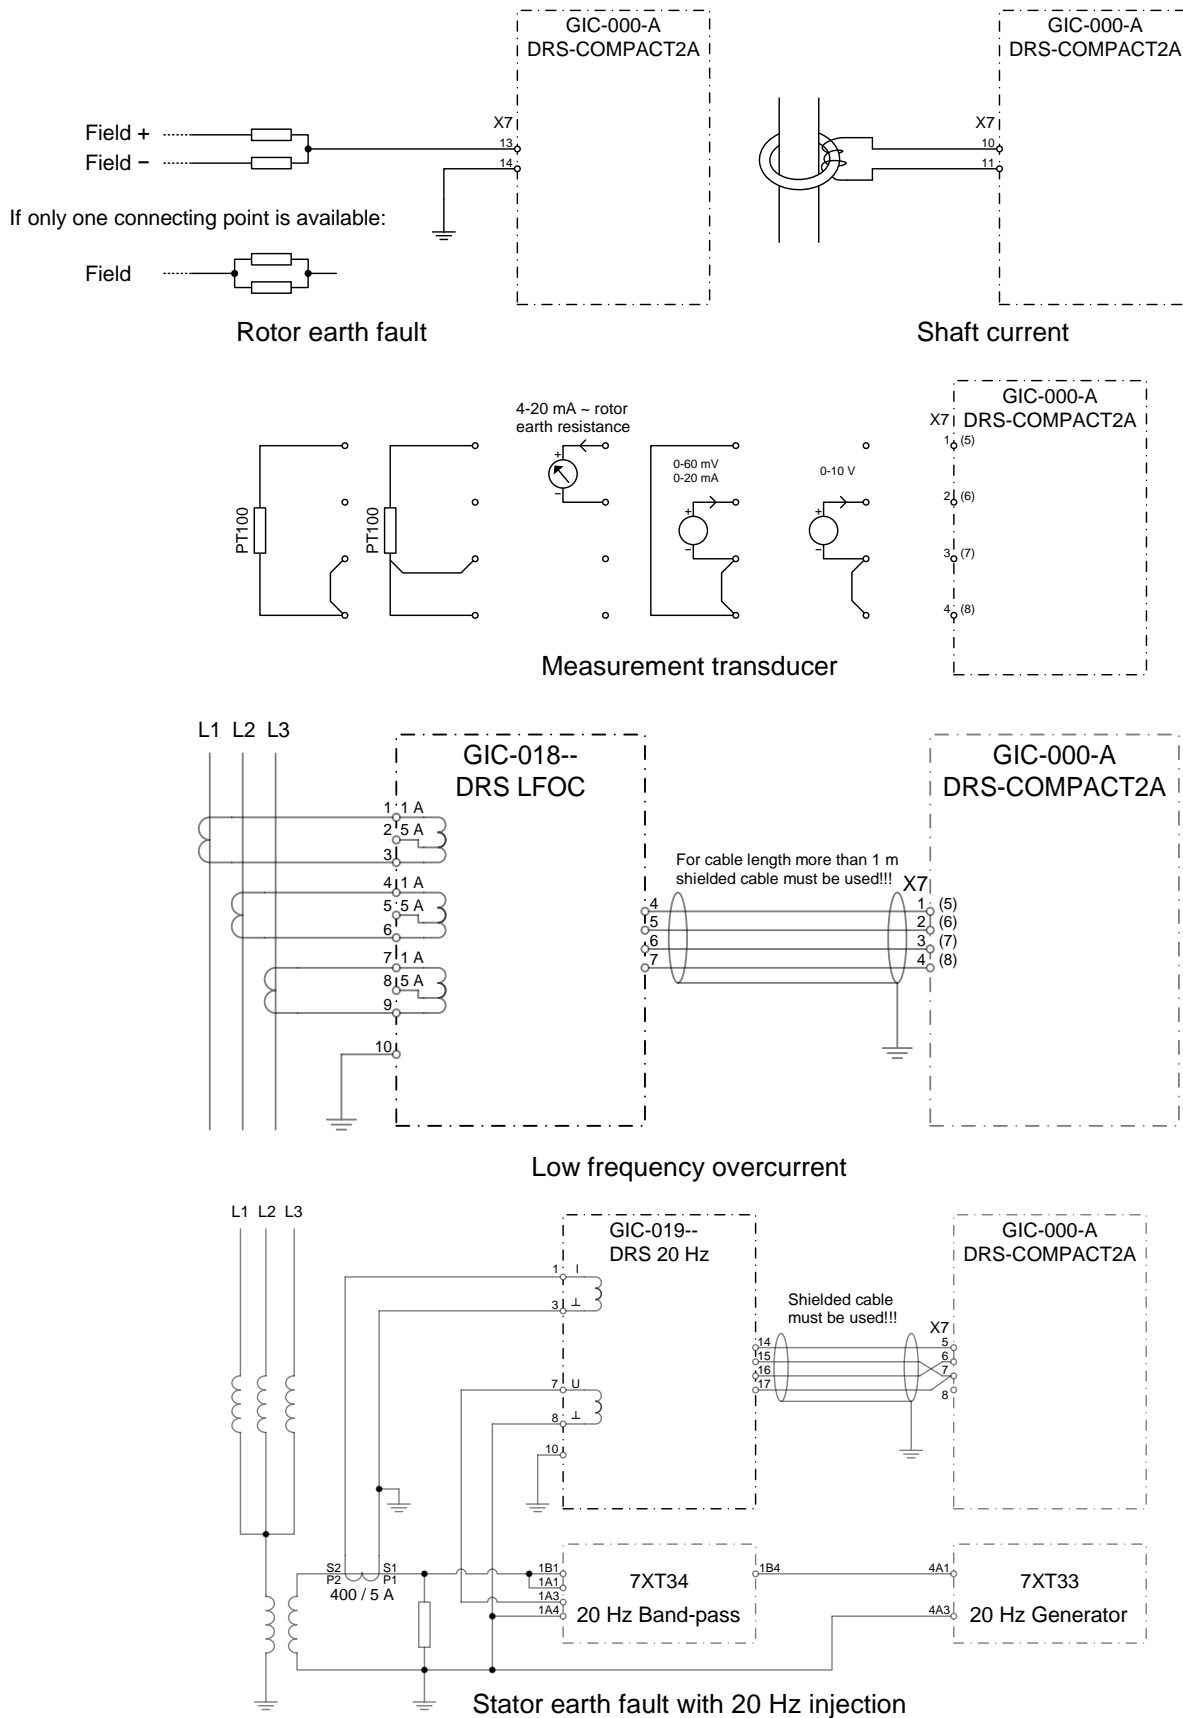 GIC-000-A
DRS-COMPACT2A
Field +
Field −
X7
13
14
If only one connecting point is available:
Field
Rotor earth fault
GIC-000-A
DRS-COMPACT2A
X7
10
11
Shaft current
PT100
PT100
4-20 mA ~ rotor
earth resistance
+
−
0-60 mV
0-20 mA
+
−
0-10 V
+
−
GIC-000-A
DRS-COMPACT2A
X7
1 (5)
2 (6)
3 (7)
4 (8)
Measurement transducer
L1 L2 L3
GIC-018--
DRS LFOC
1 1 A
2 5 A
3
4 1 A
5 5 A
6
7 1 A
8 5 A
9
10
4
5
6
7
For cable length more than 1 m
shielded cable must be used!!!
GIC-000-A
DRS-COMPACT2A
X7
1 (5)
2 (6)
3 (7)
4 (8)
Low frequency overcurrent
L1 L2 L3
GIC-019--
DRS 20 Hz
1 I
3 ⊥
7 U
8 ⊥
10
14
15
16
17
Shielded cable
must be used!!!
GIC-000-A
DRS-COMPACT2A
X7
5
6
7
8
S2 S1
P2 P1
400 / 5 A
1B1
1A1
1A3
1A4
7XT34
20 Hz Band-pass
1B4
4A1
4A3
7XT33
20 Hz Generator
Stator earth fault with 20 Hz injection